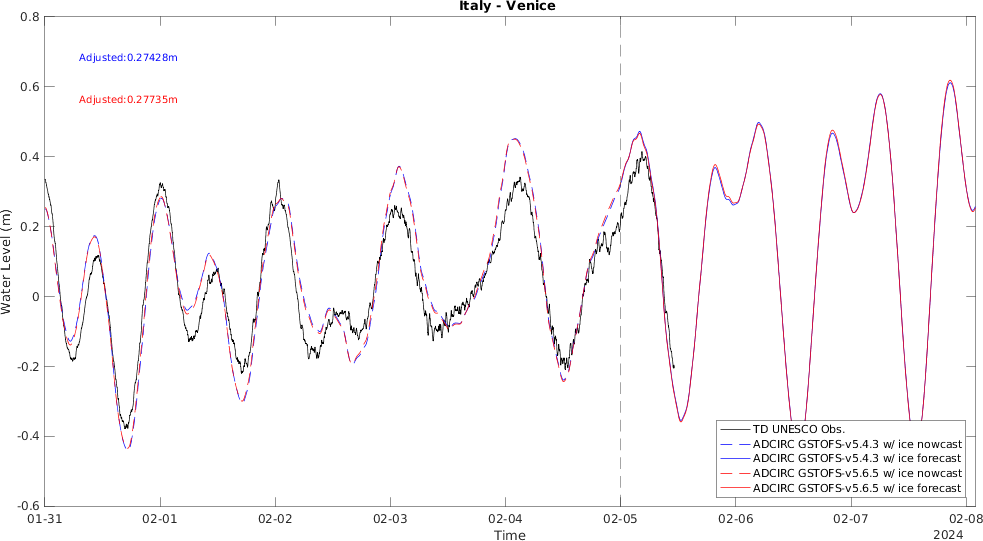 Italy - Venice
Adjusted:0.27428m
Adjusted:0.27735m
Water Level (m)
0.8
0.6
0.4
0.2
0
-0.2
-0.4
-0.6
TD UNESCO Obs.
ADCIRC GSTOFS-v5.4.3 w/ ice nowcast
ADCIRC GSTOFS-v5.4.3 w/ ice forecast
ADCIRC GSTOFS-v5.6.5 w/ ice nowcast
ADCIRC GSTOFS-v5.6.5 w/ ice forecast
01-31 02-01 02-02 02-03 02-04 02-05 02-06 02-07 02-08
Time
2024